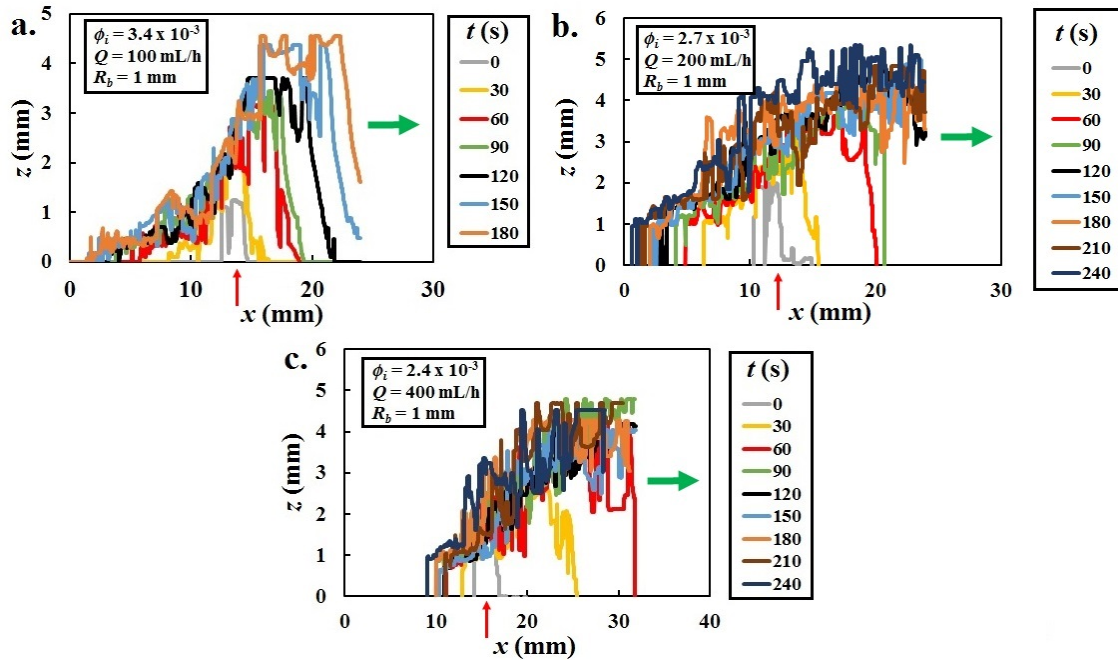 a.
ϕᵢ = 3.4 x 10⁻³
Q = 100 mL/h
R_b = 1 mm
z (mm)
5
4
3
2
1
0
0 10 20 30
x (mm)
t (s)
0
30
60
90
120
150
180
b.
ϕᵢ = 2.7 x 10⁻³
Q = 200 mL/h
R_b = 1 mm
z (mm)
6
5
4
3
2
1
0
0 10 20 30
x (mm)
t (s)
0
30
60
90
120
150
180
210
240
c.
ϕᵢ = 2.4 x 10⁻³
Q = 400 mL/h
R_b = 1 mm
z (mm)
6
5
4
3
2
1
0
0 10 20 30 40
x (mm)
t (s)
0
30
60
90
120
150
180
210
240